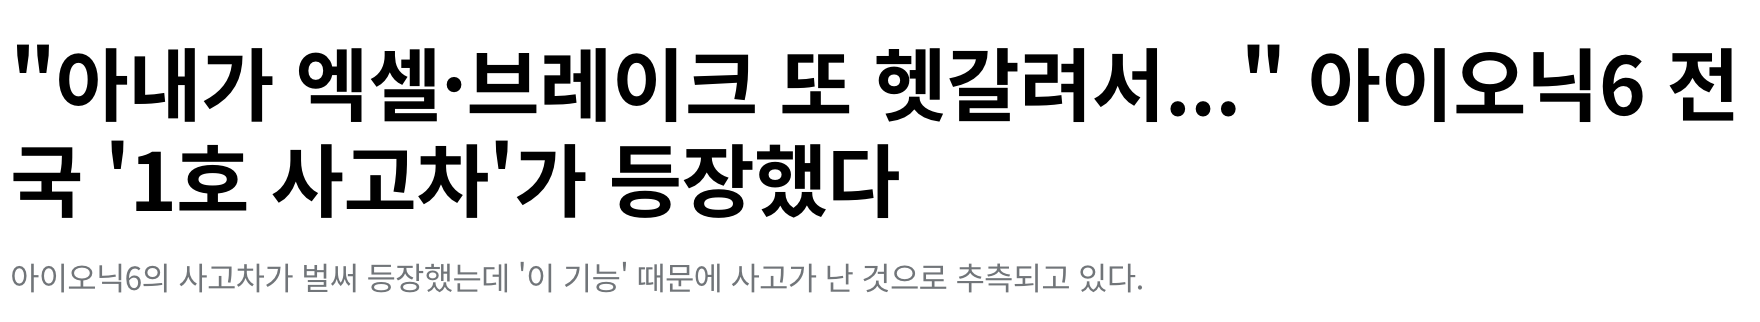 "아내가 엑셀·브레이크 또 헷갈려서..." 아이오닉6 전
국 '1호 사고차'가 등장했다
아이오닉6의 사고차가 벌써 등장했는데 '이 기능' 때문에 사고가 난 것으로 추측되고 있다.